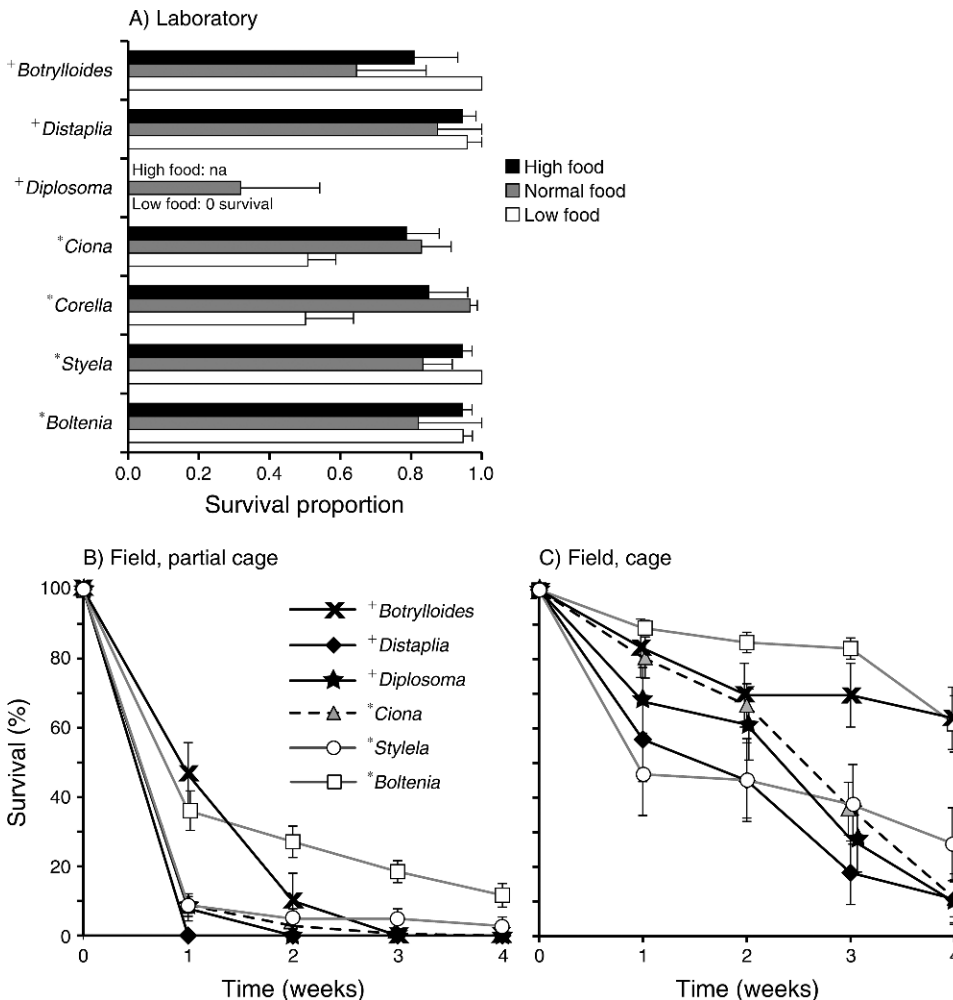 A) Laboratory
+Botrylloides
+Distaplia
High food: na
+Diplosoma
Low food: 0 survival
*Ciona
*Corella
*Styela
*Boltenia
0.0 0.2 0.4 0.6 0.8 1.0
Survival proportion
High food
Normal food
Low food
B) Field, partial cage
100
80
60
40
20
0
Survival (%)
0 1 2 3 4
Time (weeks)
+Botrylloides
+Distaplia
+Diplosoma
*Ciona
*Stylela
*Boltenia
C) Field, cage
0 1 2 3 4
Time (weeks)